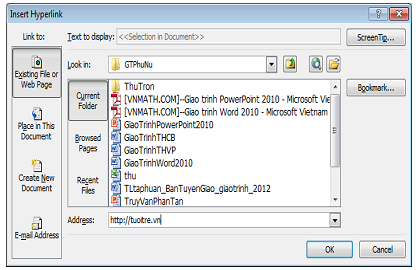 Insert Hyperlink
Link to:
Text to display: <<Selection in Document>>
ScreenTip...
Existing File or
Web Page
Look in: GTPhuNu
Bookmark...
Current
Folder
ThuTron
[VNMATH.COM]--Giao trinh PowerPoint 2010 - Microsoft Vie
[VNMATH.COM]--Giao trinh Word 2010 - Microsoft Vietnam
GiaoTrinhPowerPoint2010
GiaoTrinhTHCB
GiaoTrinhTHVP
GiaoTrinhWord2010
thu
TLtaphuan_BanTuyenGiao_giaotrinh_2012
TruyVanPhanTan
Place in This
Document
Browsed
Pages
Create New
Document
Recent
Files
E-mail Address
Address: http://tuoitre.vn
OK
Cancel